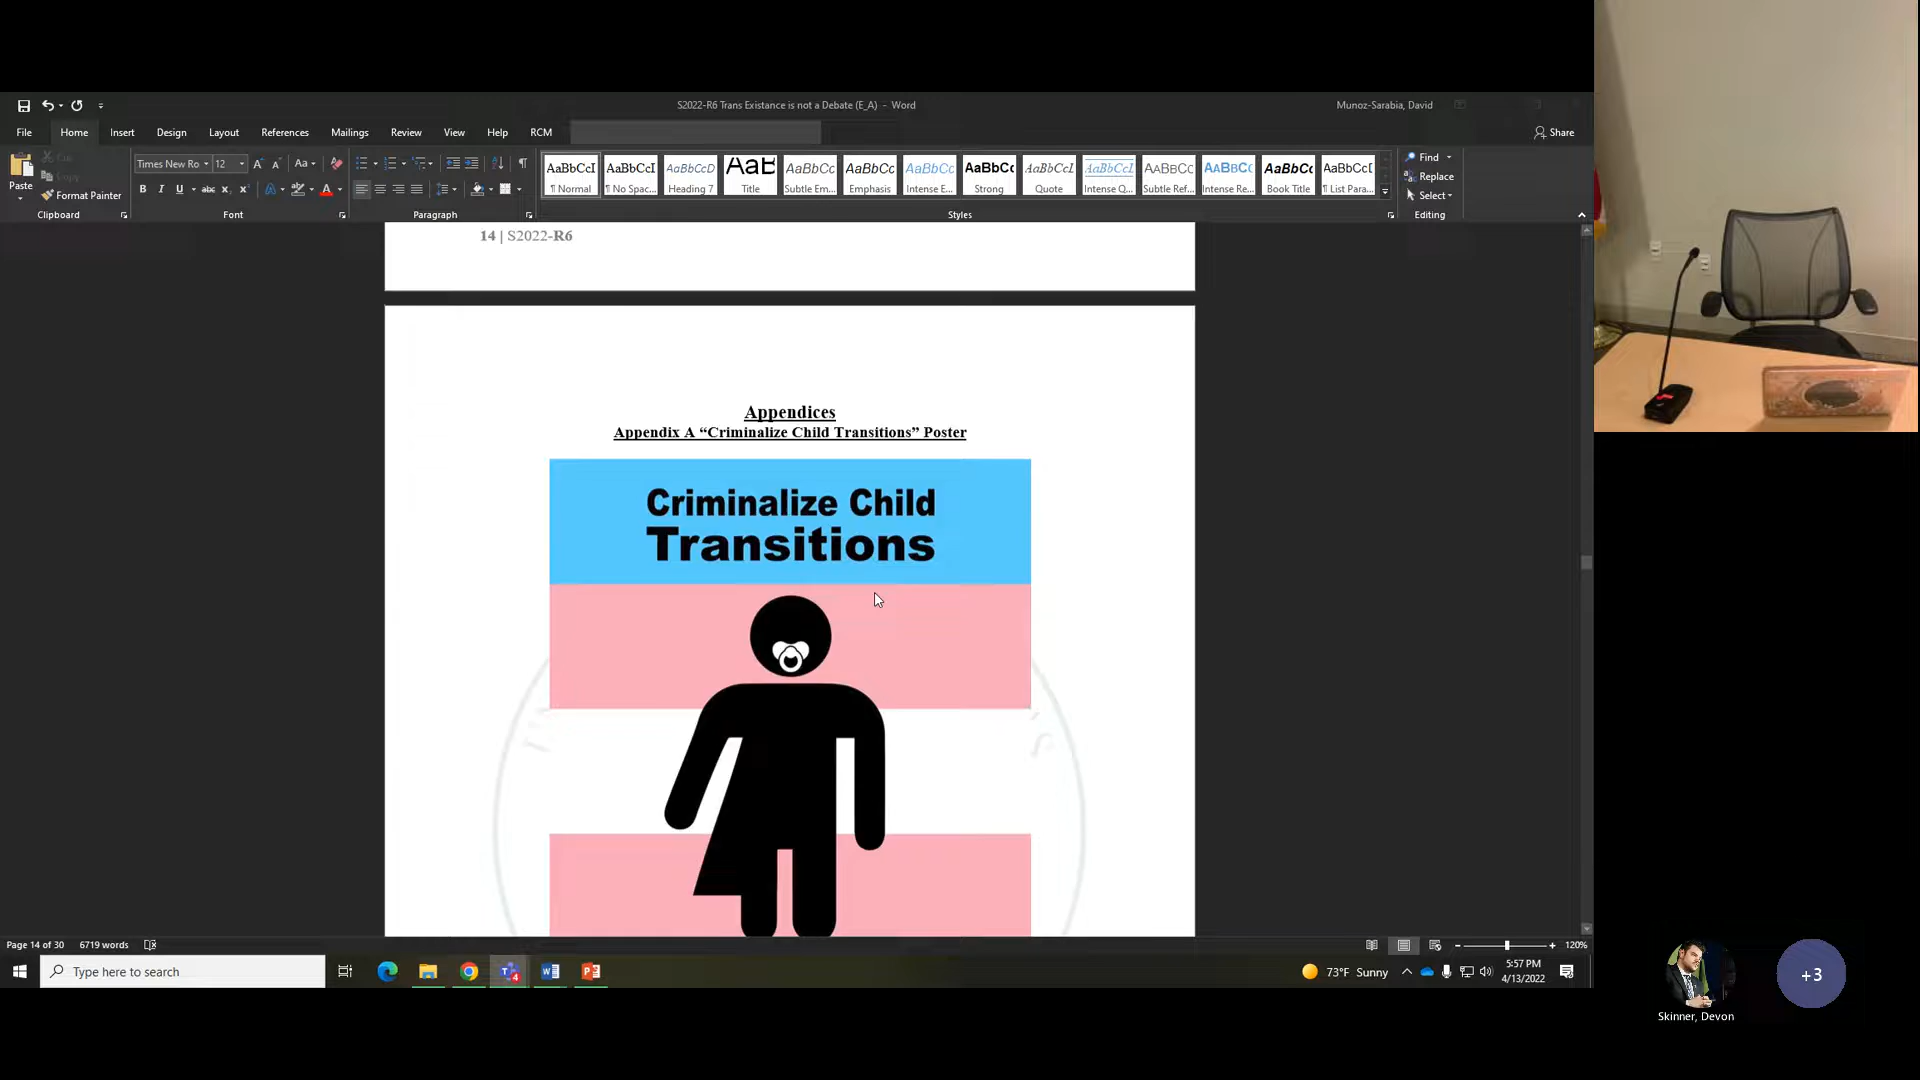 S2022-R6 Trans Existance is not a Debate (E_A) - Word
Munoz-Sarabia, David
File Home Insert Design Layout References Mailings Review View Help RCM
Share
Paste
Cut
Copy
Format Painter
Clipboard
Times New Ro 12
Font
Paragraph
AaBbCcI AaBbCcI AaBbCcD AaB AaBbCc AaBbCc AaBbCc AaBbCc AaBbCcL AaBbCcL AaBbCc AaBbCc AaBbCc AaBbCcI
¶ Normal ¶ No Spac... Heading 7 Title Subtle Em... Emphasis Intense E... Strong Quote Intense Q... Subtle Ref... Intense Re... Book Title ¶ List Para...
Styles
Find
Replace
Select
Editing
14 | S2022-R6
Appendices
Appendix A “Criminalize Child Transitions” Poster
Criminalize Child
Transitions
Page 14 of 30 6719 words
120%
Type here to search
73°F Sunny
5:57 PM
4/13/2022
+3
Skinner, Devon